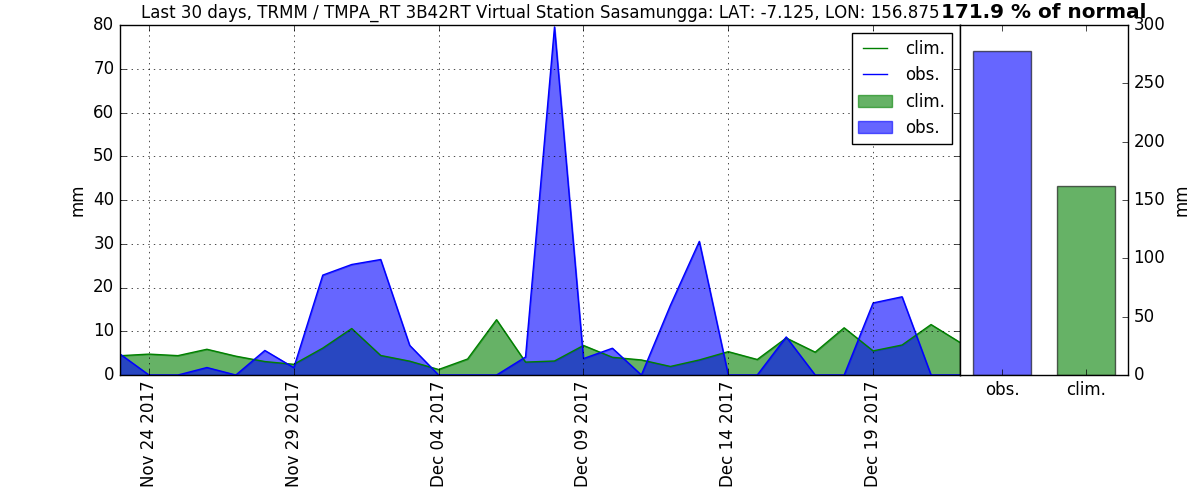 Last 30 days, TRMM / TMPA_RT 3B42RT Virtual Station Sasamungga: LAT: -7.125, LON: 156.875
171.9 % of normal
80
70
60
50
40
30
20
10
0
mm
clim.
obs.
clim.
obs.
Nov 24 2017
Nov 29 2017
Dec 04 2017
Dec 09 2017
Dec 14 2017
Dec 19 2017
300
250
200
150
100
50
0
mm
obs.
clim.